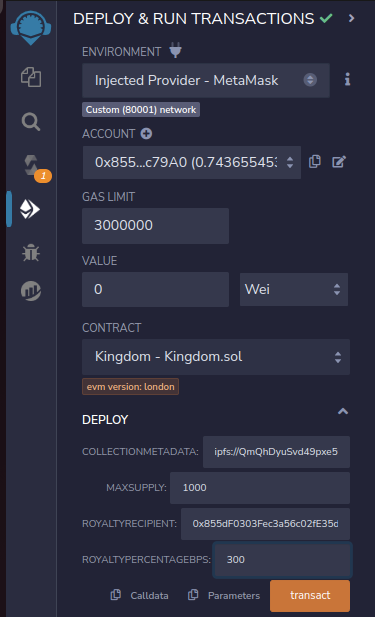 DEPLOY & RUN TRANSACTIONS
ENVIRONMENT
Injected Provider - MetaMask
Custom (80001) network
ACCOUNT
0x855...c79A0 (0.743655453
1
GAS LIMIT
3000000
VALUE
0 Wei
CONTRACT
Kingdom - Kingdom.sol
evm version: london
DEPLOY
COLLECTIONMETADATA: ipfs://QmQhDyuSvd49pxe5
MAXSUPPLY: 1000
ROYALTYRECIPIENT: 0x855dF0303Fec3a56c02fE35d
ROYALTYPERCENTAGEBPS: 300
Calldata Parameters transact